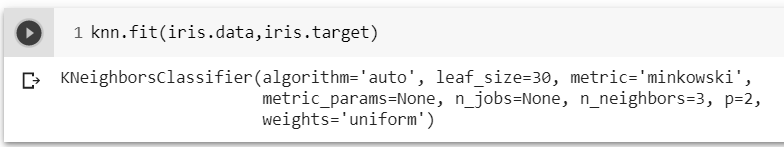 1 knn.fit(iris.data,iris.target)
KNeighborsClassifier(algorithm='auto', leaf_size=30, metric='minkowski',
metric_params=None, n_jobs=None, n_neighbors=3, p=2,
weights='uniform')